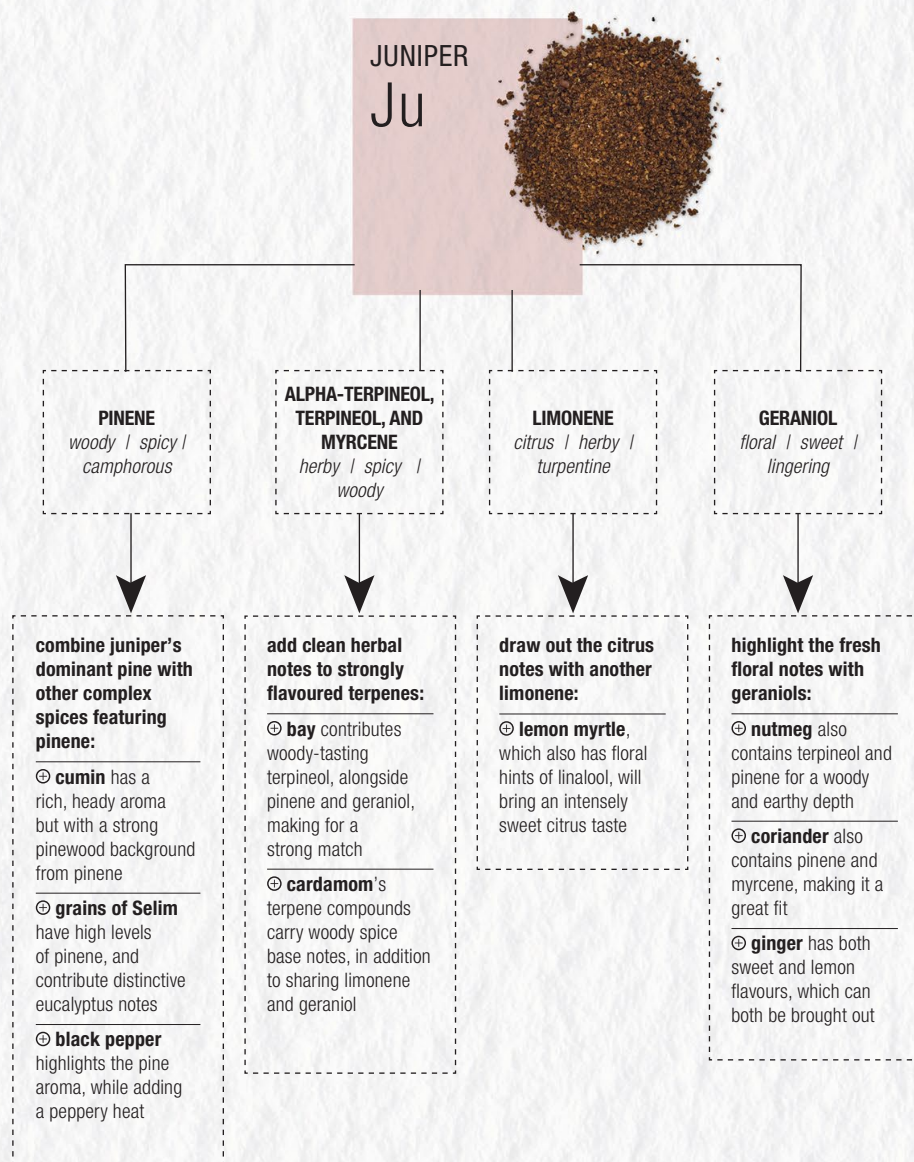 JUNIPER
Ju
PINENE
woody / spicy /
camphorous
ALPHA-TERPINEOL,
TERPINEOL, AND
MYRCENE
herby / spicy /
woody
LIMONENE
citrus / herby /
turpentine
GERANIOL
floral / sweet /
lingering
combine juniper's
dominant pine with
other complex
spices featuring
pinene:
⊕ cumin has a
rich, heady aroma
but with a strong
pinewood background
from pinene
⊕ grains of Selim
have high levels
of pinene, and
contribute distinctive
eucalyptus notes
⊕ black pepper
highlights the pine
aroma, while adding
a peppery heat
add clean herbal
notes to strongly
flavoured terpenes:
⊕ bay contributes
woody-tasting
terpineol, alongside
pinene and geraniol,
making for a
strong match
⊕ cardamom's
terpene compounds
carry woody spice
base notes, in addition
to sharing limonene
and geraniol
draw out the citrus
notes with another
limonene:
⊕ lemon myrtle,
which also has floral
hints of linalool, will
bring an intensely
sweet citrus taste
highlight the fresh
floral notes with
geraniols:
⊕ nutmeg also
contains terpineol and
pinene for a woody
and earthy depth
⊕ coriander also
contains pinene and
myrcene, making it a
great fit
⊕ ginger has both
sweet and lemon
flavours, which can
both be brought out